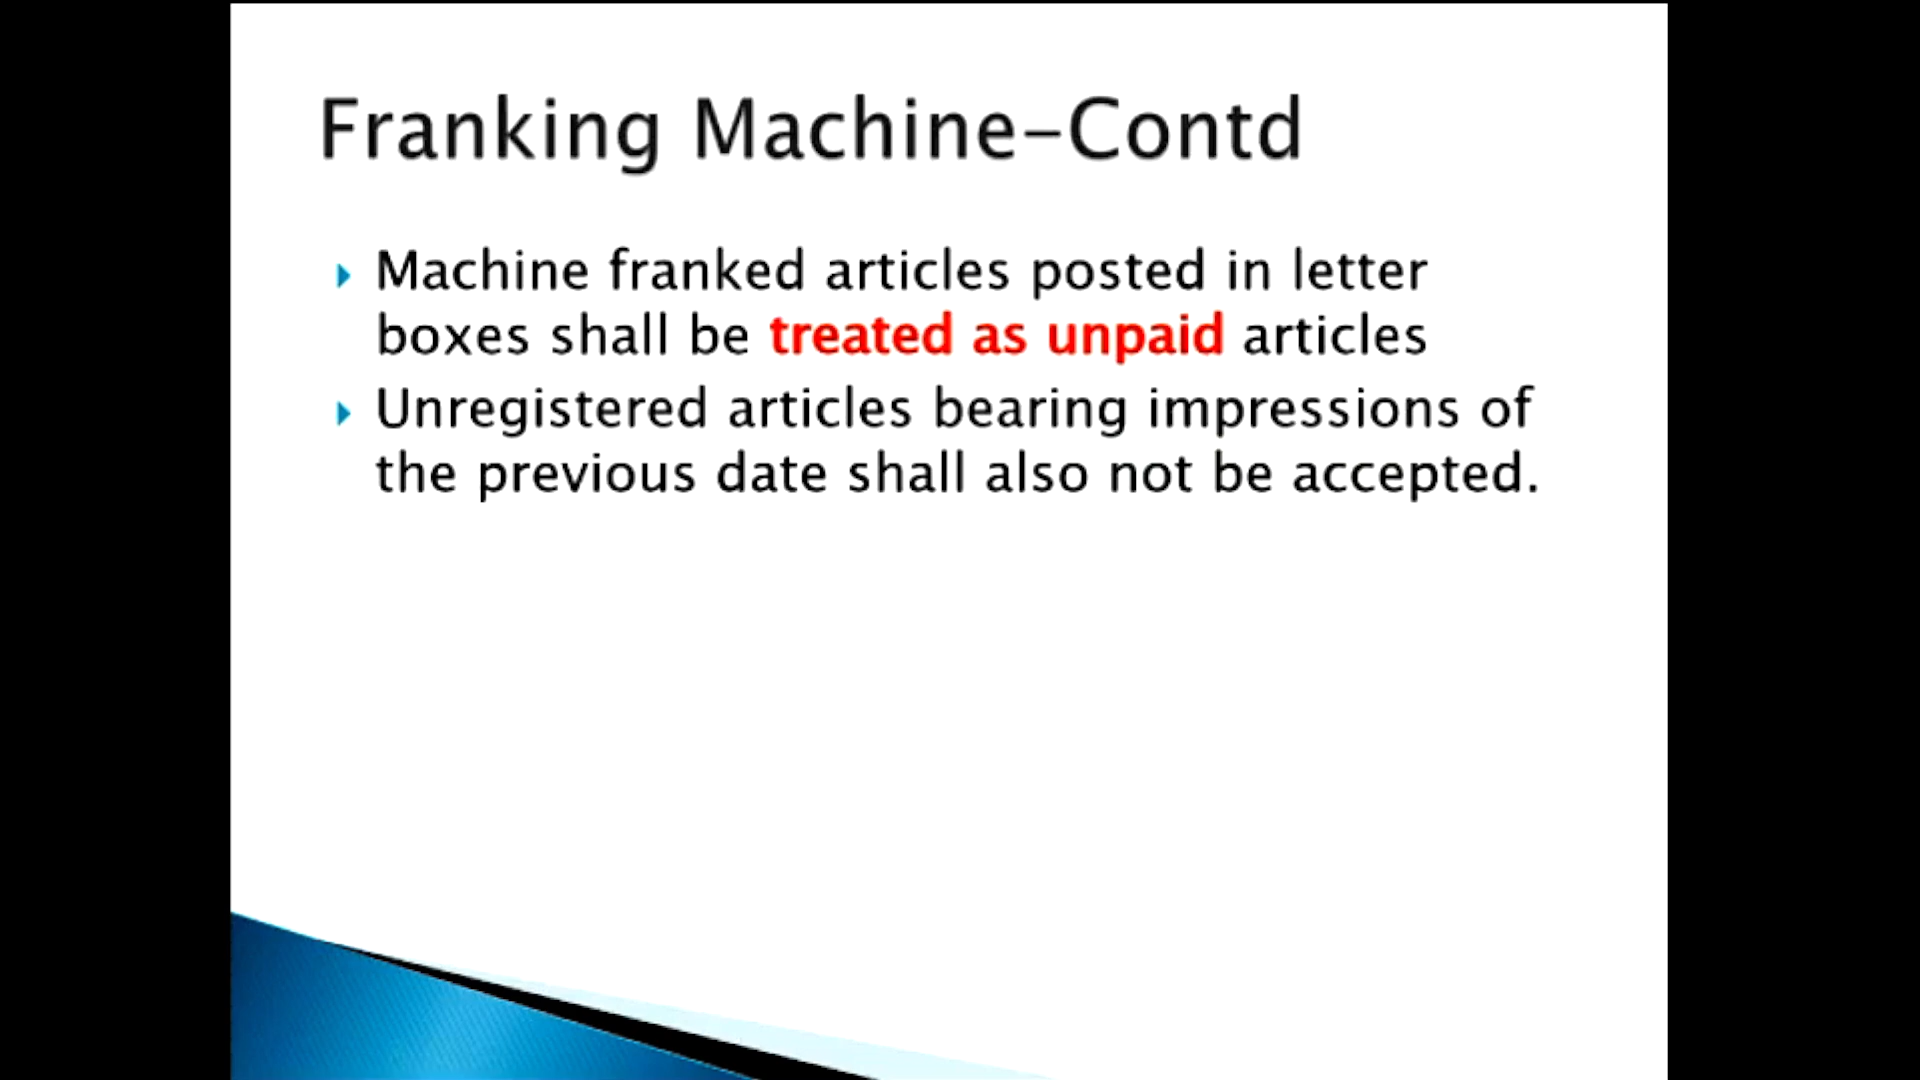 Franking Machine-Contd
Machine franked articles posted in letter
boxes shall be treated as unpaid articles
Unregistered articles bearing impressions of
the previous date shall also not be accepted.